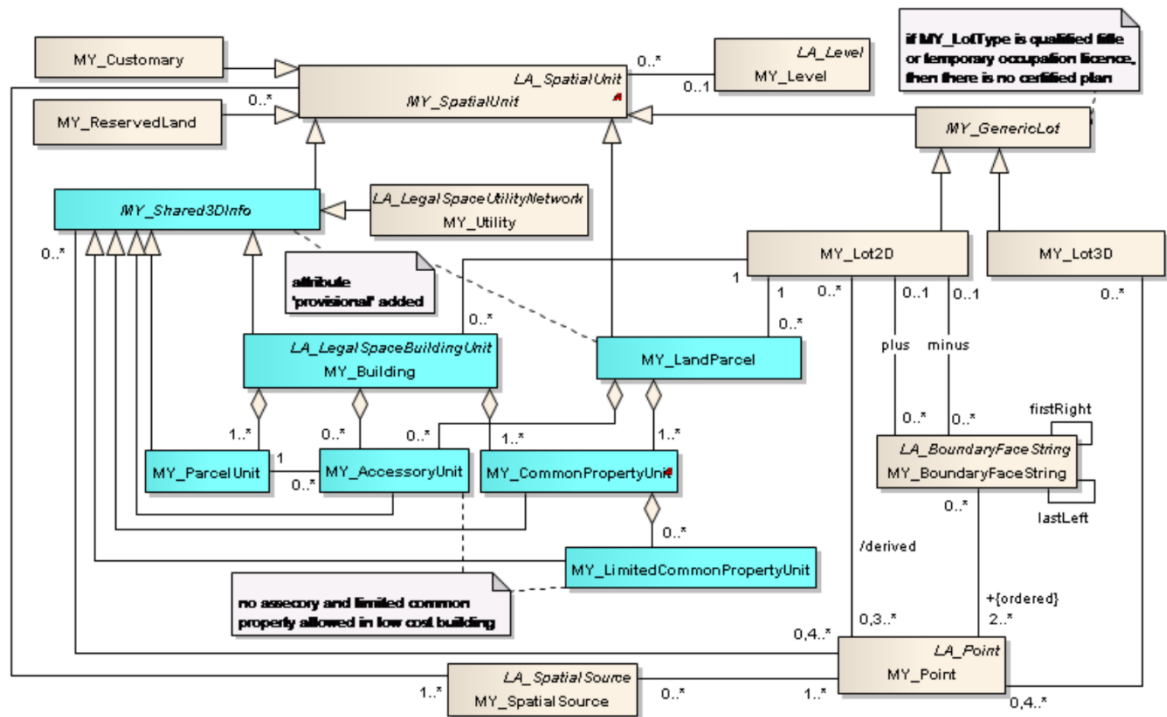 if MY_LotType is qualified title
or temporary occupation licence,
then there is no certified plan
MY_Customary
LA_SpatialUnit
MY_SpatialUnit
0..*
0..1
LA_Level
MY_Level
MY_ReservedLand
0..*
MY_GenericLot
MY_Shared3DInfo
LA_LegalSpaceUtilityNetwork
MY_Utility
0..*
attribute
'provisional' added
MY_Lot2D
MY_Lot3D
1
1
0..*
0..1
0..1
0..*
0..*
0..*
LA_LegalSpaceBuildingUnit
MY_Building
MY_LandParcel
plus
minus
firstRight
1..*
0..*
0..*
1..*
1..*
0..*
0..*
LA_BoundaryFaceString
MY_BoundaryFaceString
MY_ParcelUnit
1
0..*
MY_AccessoryUnit
MY_CommonPropertyUnit
0..*
lastLeft
0..*
/derived
MY_LimitedCommonPropertyUnit
no assecory and limited common
property allowed in low cost building
+{ordered}
0,4..*
0,3..*
2..*
LA_Point
MY_Point
LA_SpatialSource
MY_SpatialSource
1..*
0..*
1..*
0,4..*